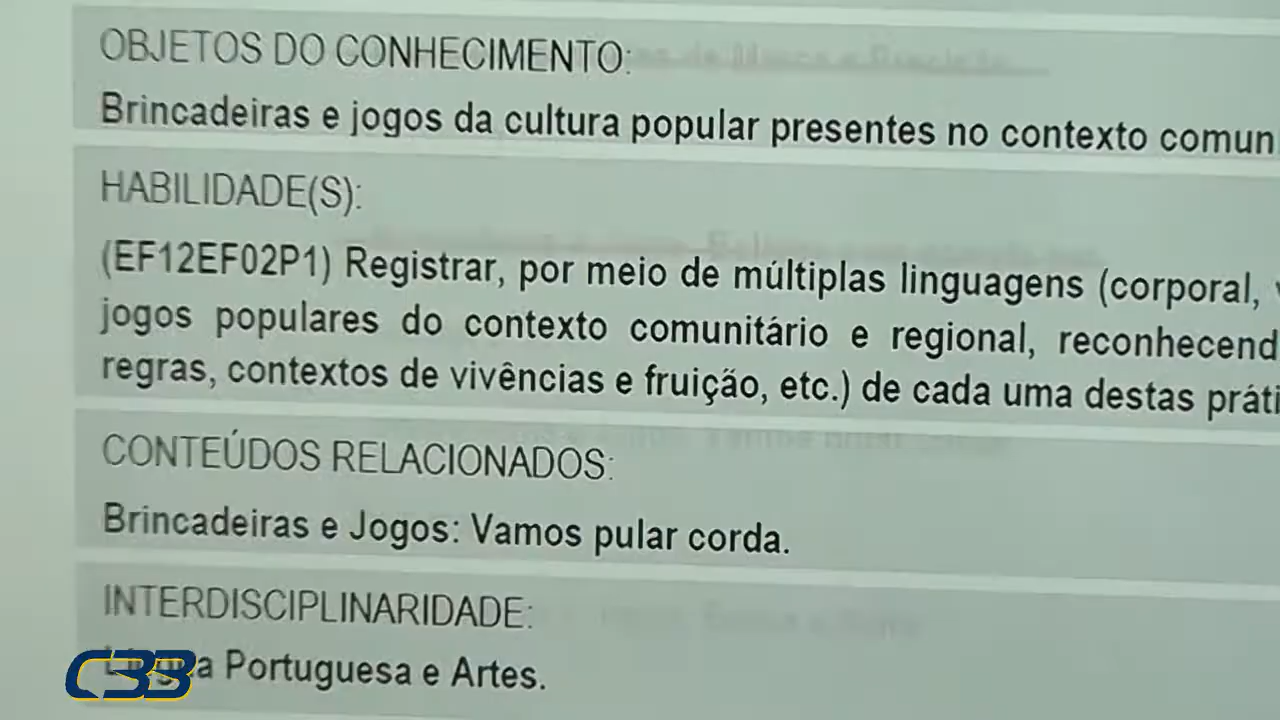 OBJETOS DO CONHECIMENTO:
Brincadeiras e jogos da cultura popular presentes no contexto comun
HABILIDADE(S):
(EF12EF02P1) Registrar, por meio de múltiplas linguagens (corporal, v
jogos populares do contexto comunitário e regional, reconhecend
regras, contextos de vivências e fruição, etc.) de cada uma destas práti
CONTEÚDOS RELACIONADOS:
Brincadeiras e Jogos: Vamos pular corda.
INTERDISCIPLINARIDADE:
Língua Portuguesa e Artes.
CBB